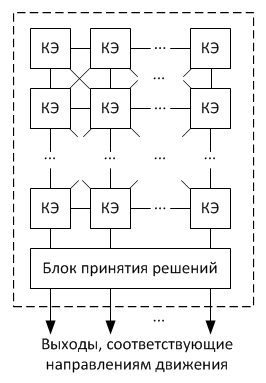 КЭ КЭ ... КЭ
...
КЭ КЭ ... КЭ
... ... ... ...
КЭ КЭ ... КЭ
Блок принятия решений
...
Выходы, соответствующие
направлениям движения